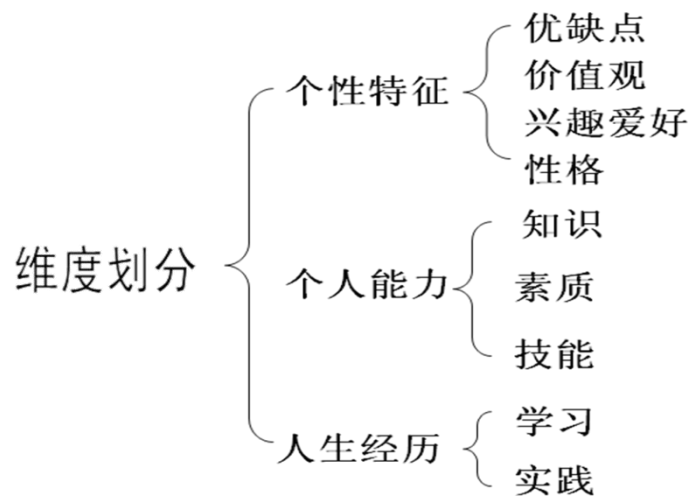 维度划分
个性特征
优缺点
价值观
兴趣爱好
性格
个人能力
知识
素质
技能
人生经历
学习
实践